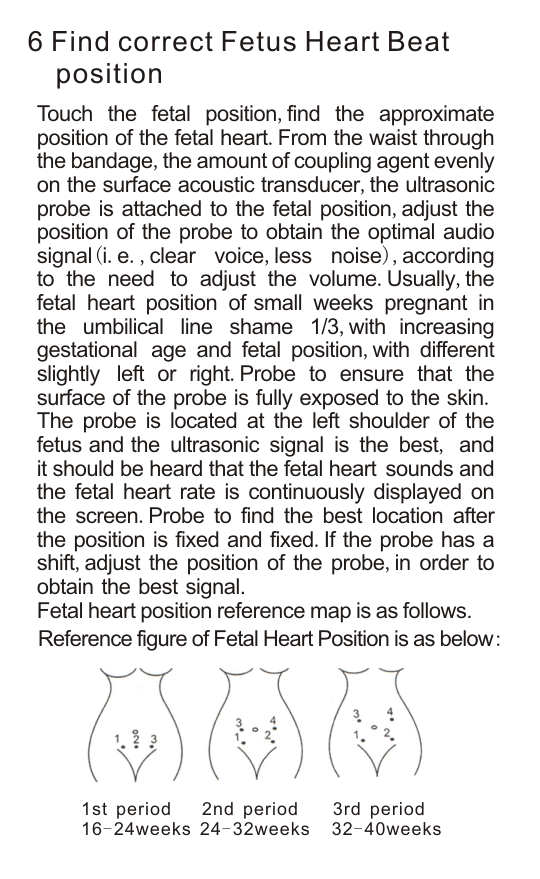 6 Find correct Fetus Heart Beat
position
Touch the fetal position, find the approximate
position of the fetal heart. From the waist through
the bandage, the amount of coupling agent evenly
on the surface acoustic transducer, the ultrasonic
probe is attached to the fetal position, adjust the
position of the probe to obtain the optimal audio
signal (i. e. , clear voice, less noise), according
to the need to adjust the volume. Usually, the
fetal heart position of small weeks pregnant in
the umbilical line shame 1/3, with increasing
gestational age and fetal position, with different
slightly left or right. Probe to ensure that the
surface of the probe is fully exposed to the skin.
The probe is located at the left shoulder of the
fetus and the ultrasonic signal is the best, and
it should be heard that the fetal heart sounds and
the fetal heart rate is continuously displayed on
the screen. Probe to find the best location after
the position is fixed and fixed. If the probe has a
shift, adjust the position of the probe, in order to
obtain the best signal.
Fetal heart position reference map is as follows.
Reference figure of Fetal Heart Position is as below:
1 2 3
3 4
1 2
3 4
1 2
1st period 2nd period 3rd period
16-24weeks 24-32weeks 32-40weeks